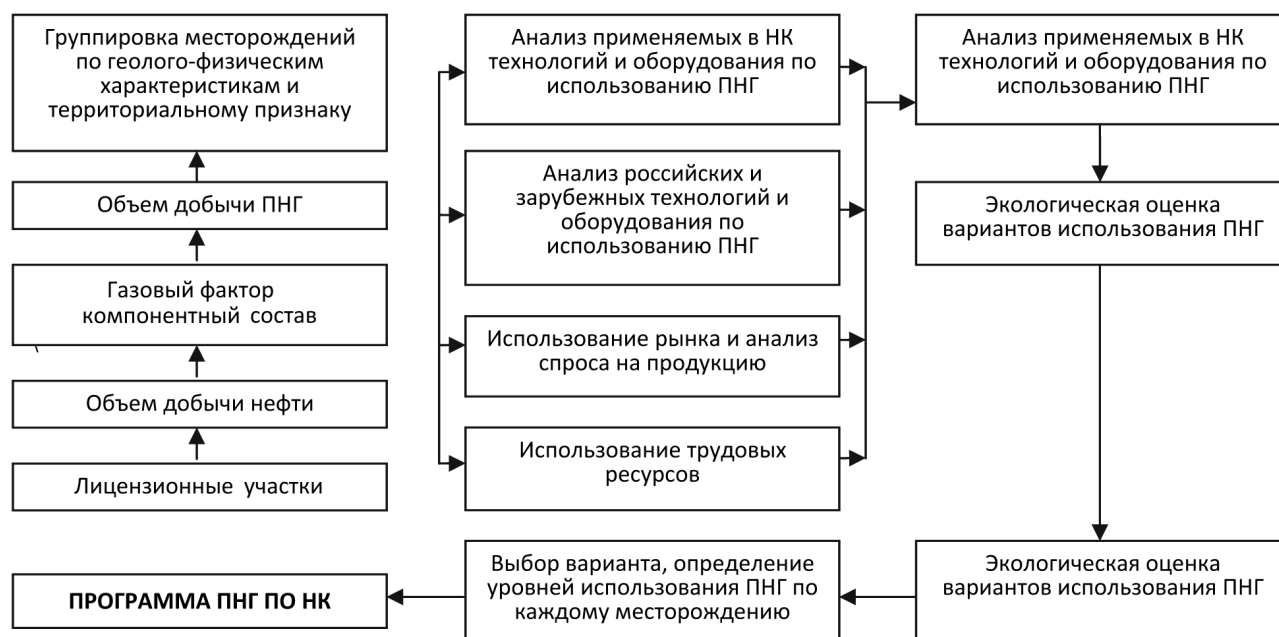 Группировка месторождений
по геолого-физическим
характеристикам и
территориальному признаку
Объем добычи ПНГ
Газовый фактор
компонентный состав
Объем добычи нефти
Лицензионные участки
ПРОГРАММА ПНГ ПО НК
Анализ применяемых в НК
технологий и оборудования по
использованию ПНГ
Анализ российских и
зарубежных технологий и
оборудования по
использованию ПНГ
Использование рынка и анализ
спроса на продукцию
Использование трудовых
ресурсов
Выбор варианта, определение
уровней использования ПНГ по
каждому месторождению
Анализ применяемых в НК
технологий и оборудования по
использованию ПНГ
Экологическая оценка
вариантов использования ПНГ
Экологическая оценка
вариантов использования ПНГ